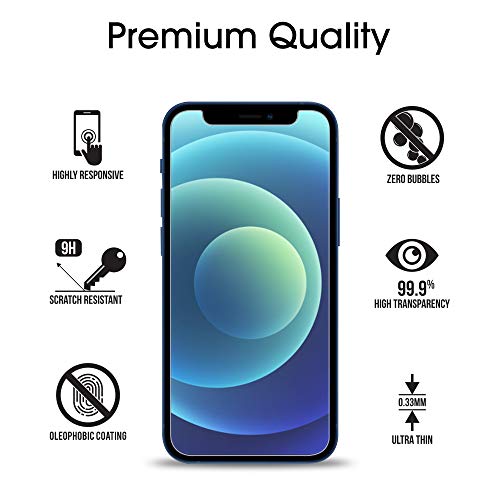 Premium Quality
HIGHLY RESPONSIVE
9H
SCRATCH RESISTANT
OLEOPHOBIC COATING
ZERO BUBBLES
99.9%
HIGH TRANSPARENCY
0.33MM
ULTRA THIN